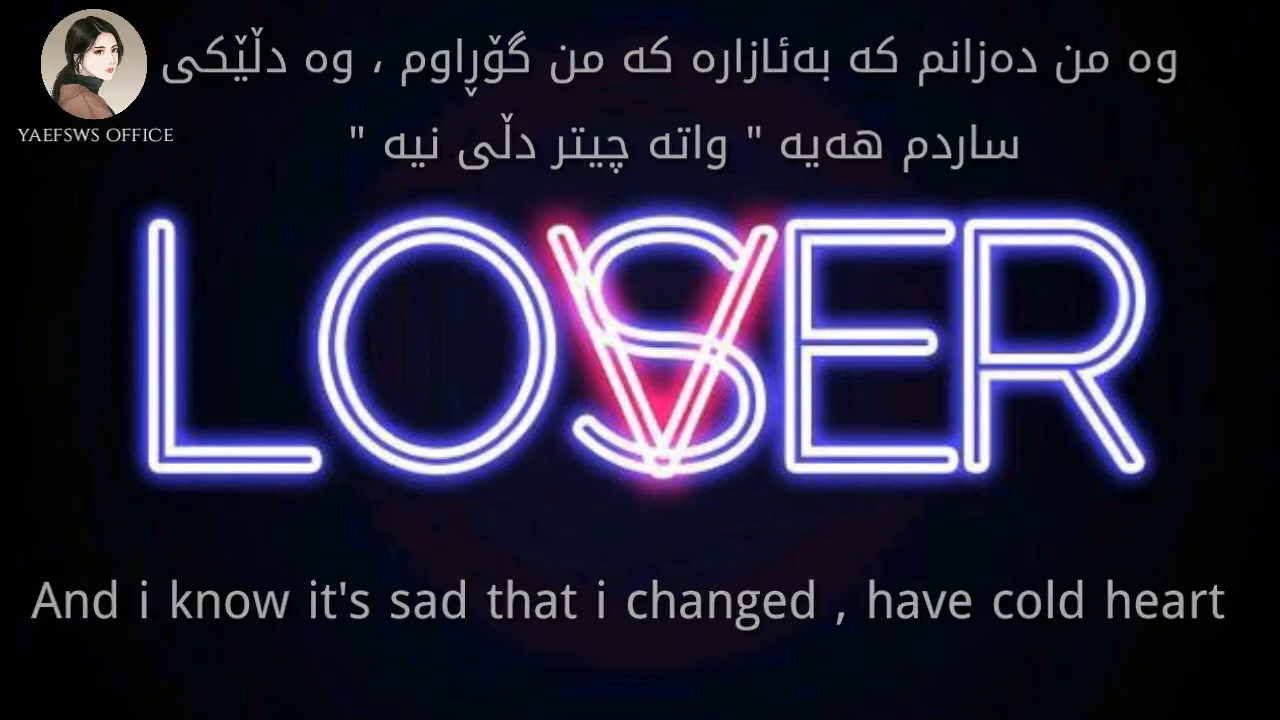 وە من دەزانم کە بەئازارە کە من گۆڕاوم ، وە دڵێکی
ساردم هەیە " واتە چیتر دڵی نیە "
YAEFSWS OFFICE
LOSER
V
And i know it's sad that i changed , have cold heart